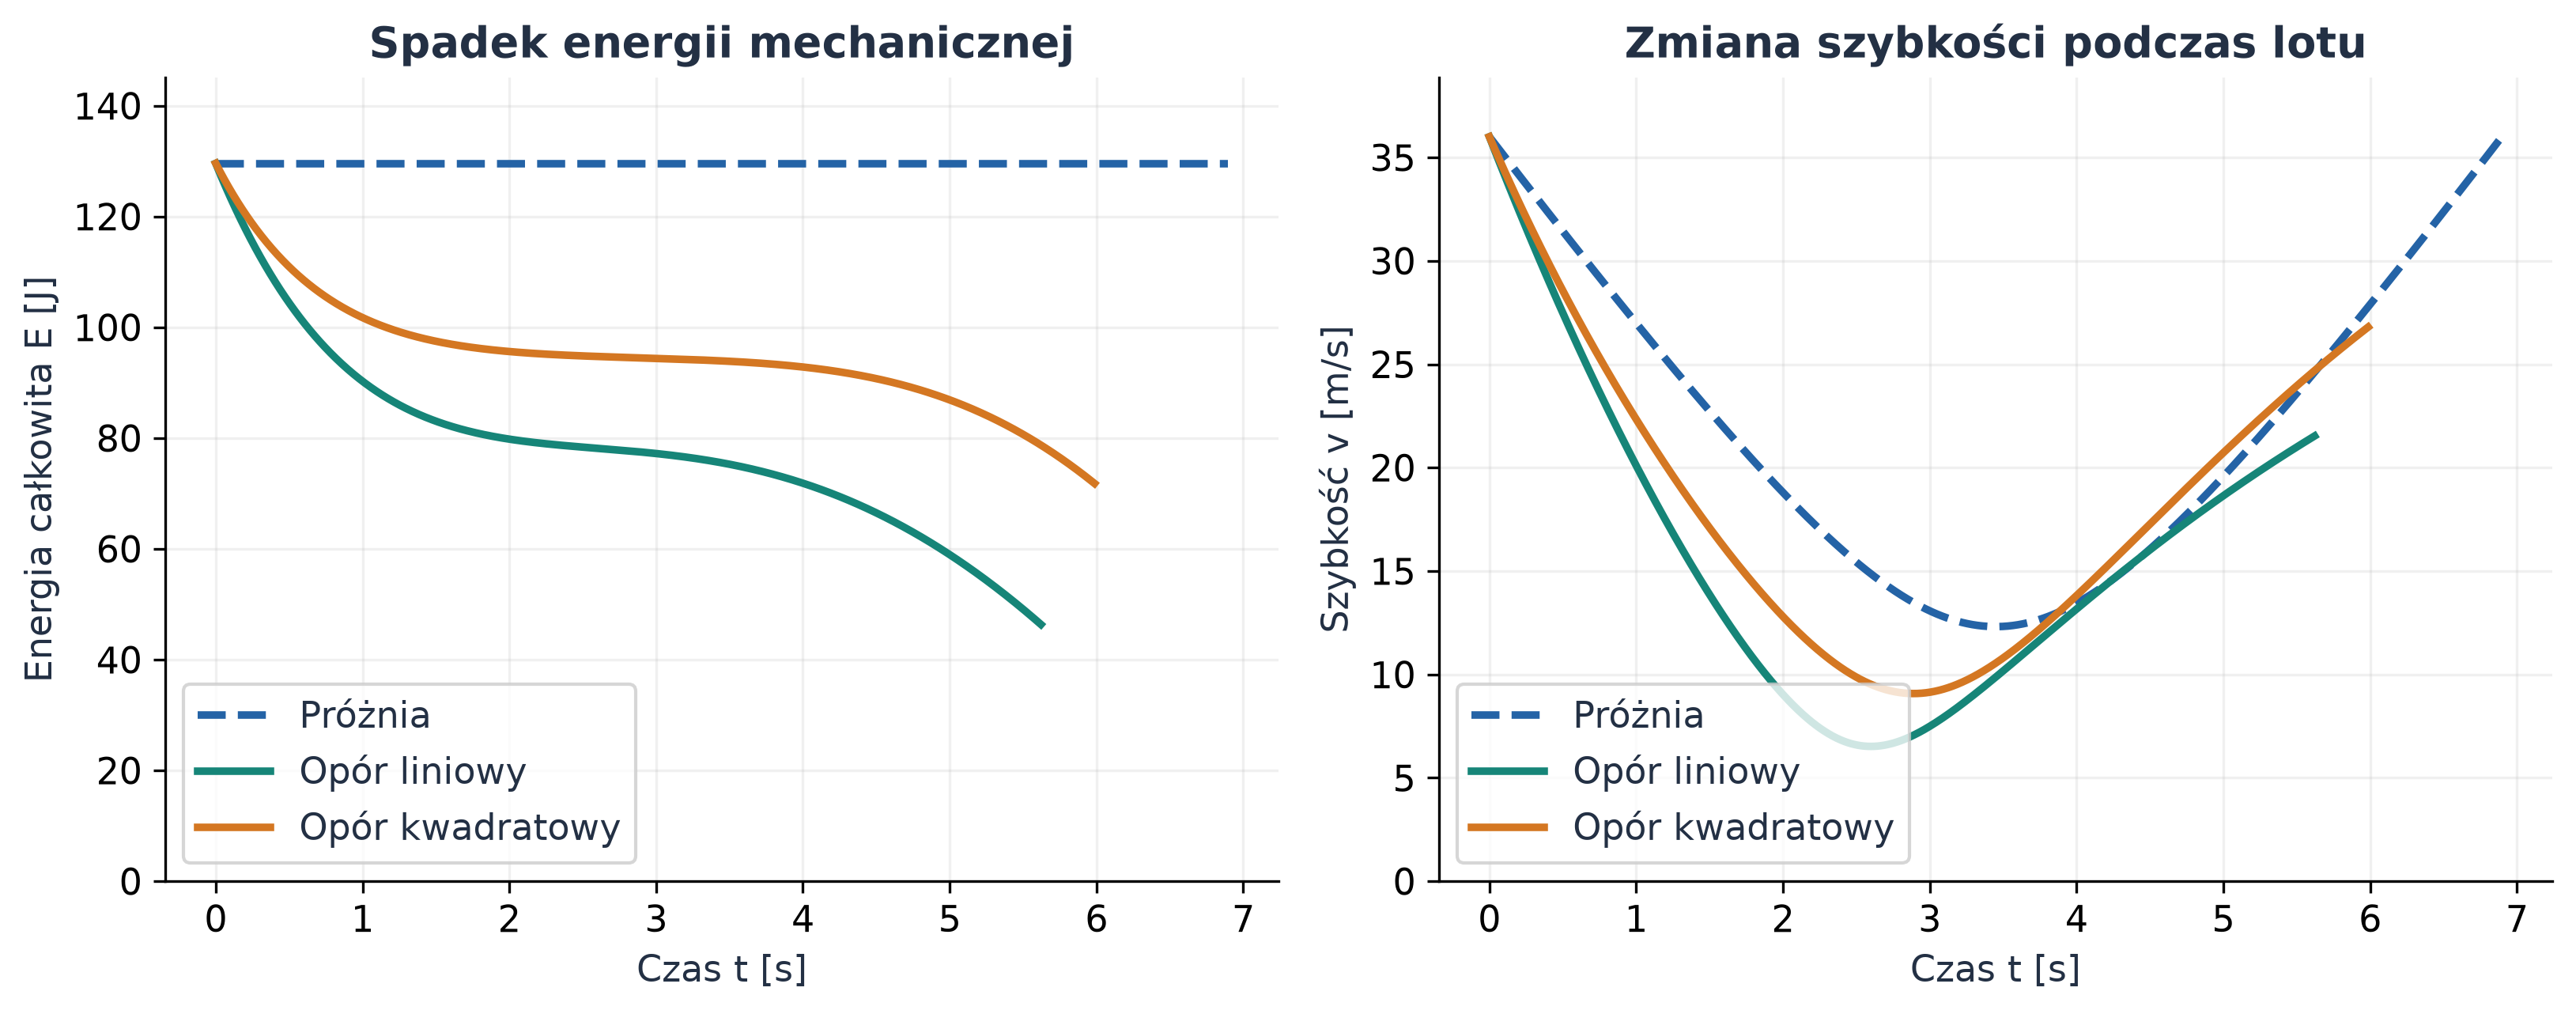 Spadek energii mechanicznej
140
120
100
80
60
40
20
0
Energia całkowita E [J]
Próżnia
Opór liniowy
Opór kwadratowy
0 1 2 3 4 5 6 7
Czas t [s]
Zmiana szybkości podczas lotu
35
30
25
20
15
10
5
0
Szybkość v [m/s]
Próżnia
Opór liniowy
Opór kwadratowy
0 1 2 3 4 5 6 7
Czas t [s]